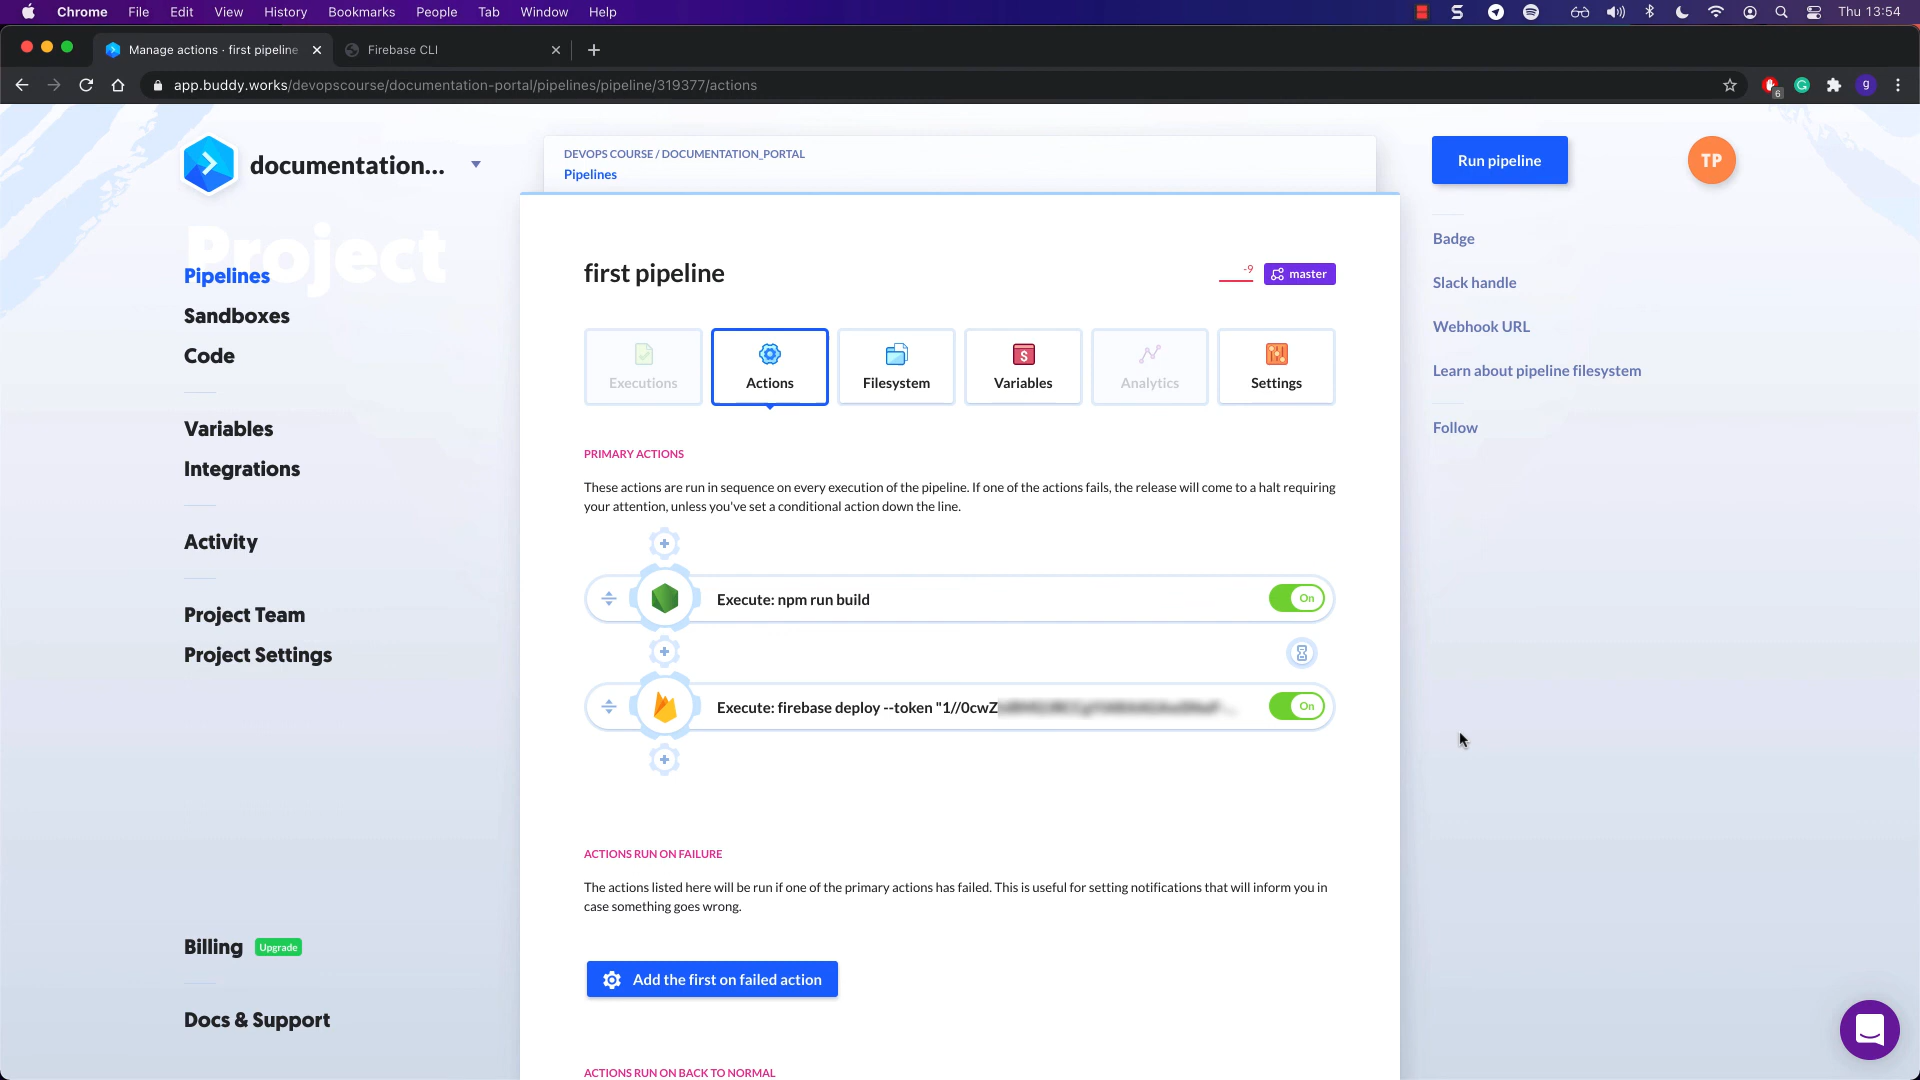 Chrome File Edit View History Bookmarks People Tab Window Help
Thu 13:54
Manage actions · first pipeline
Firebase CLI
app.buddy.works/devopscourse/documentation-portal/pipelines/pipeline/319377/actions
6
g
documentation...
DEVOPS COURSE / DOCUMENTATION_PORTAL
Pipelines
Run pipeline
TP
Project
Pipelines
Sandboxes
Code
Variables
Integrations
Activity
Project Team
Project Settings
Billing Upgrade
Docs & Support
first pipeline
-9
master
Executions
Actions
Filesystem
Variables
Analytics
Settings
PRIMARY ACTIONS
These actions are run in sequence on every execution of the pipeline. If one of the actions fails, the release will come to a halt requiring
your attention, unless you've set a conditional action down the line.
Execute: npm run build
On
Execute: firebase deploy --token "1//0cwZ
On
ACTIONS RUN ON FAILURE
The actions listed here will be run if one of the primary actions has failed. This is useful for setting notifications that will inform you in
case something goes wrong.
Add the first on failed action
ACTIONS RUN ON BACK TO NORMAL
Badge
Slack handle
Webhook URL
Learn about pipeline filesystem
Follow